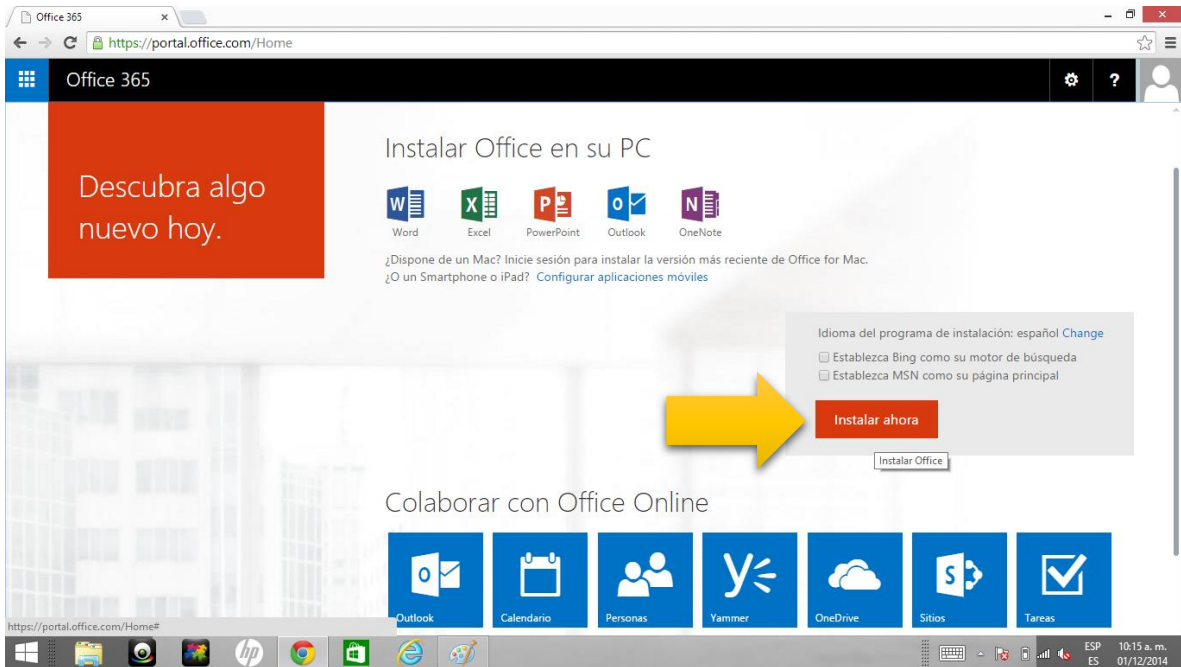 Office 365
https://portal.office.com/Home
Office 365
?
Descubra algo
nuevo hoy.
Instalar Office en su PC
Word Excel PowerPoint Outlook OneNote
¿Dispone de un Mac? Inicie sesión para instalar la versión más reciente de Office for Mac.
¿O un Smartphone o iPad? Configurar aplicaciones móviles
Idioma del programa de instalación: español Change
Establezca Bing como su motor de búsqueda
Establezca MSN como su página principal
Instalar ahora
Instalar Office
Colaborar con Office Online
Outlook Calendario Personas Yammer OneDrive Sitios Tareas
https://portal.office.com/Home#
hp
ESP 10:15 a. m.
ES 01/12/2014